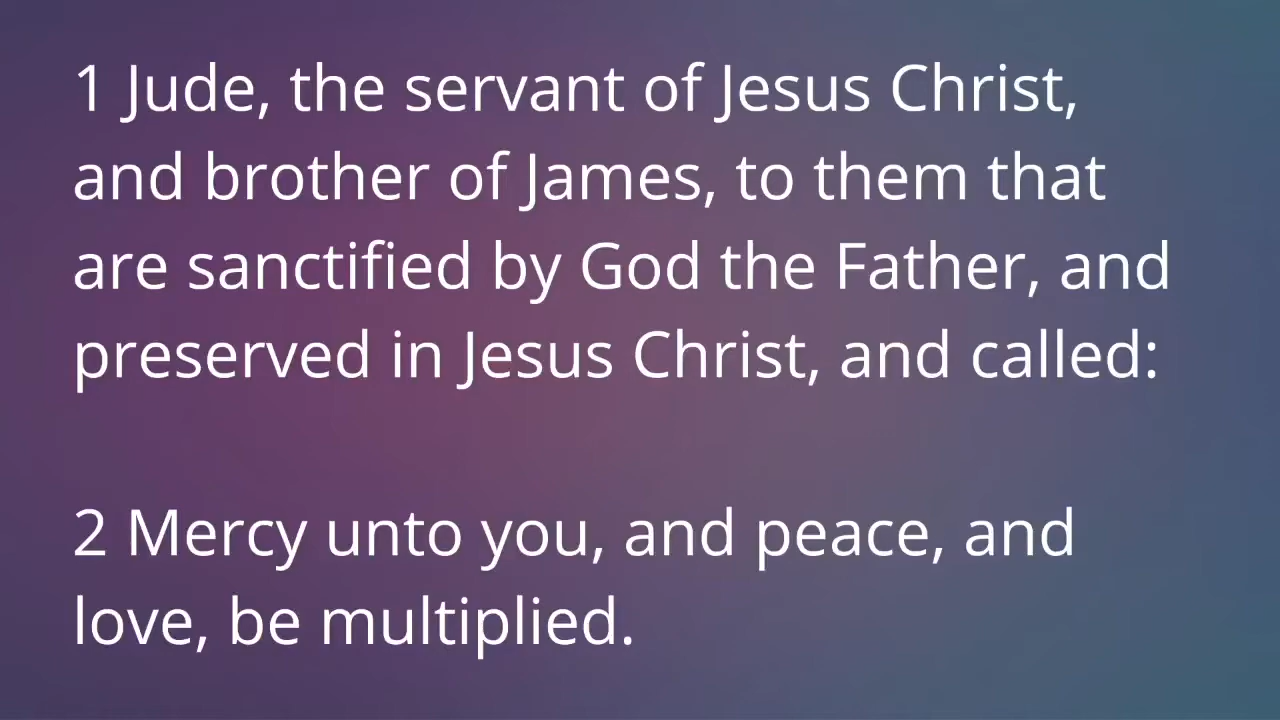 1 Jude, the servant of Jesus Christ,
and brother of James, to them that
are sanctified by God the Father, and
preserved in Jesus Christ, and called:
2 Mercy unto you, and peace, and
love, be multiplied.